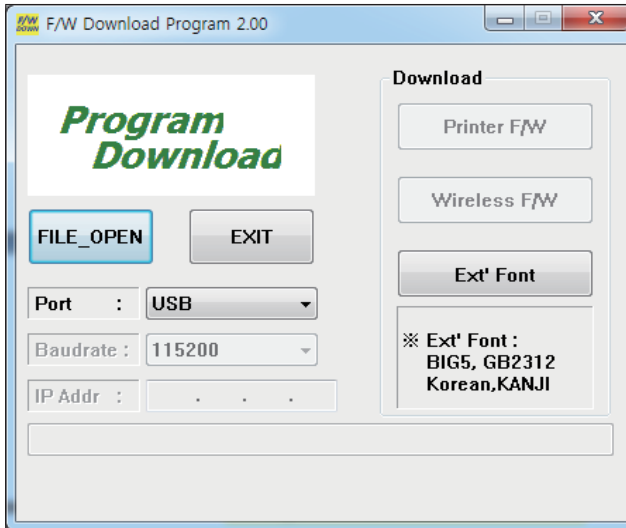 F/W DOWN
F/W Download Program 2.00
Program
Download
FILE_OPEN
EXIT
Port :
USB
Baudrate :
115200
IP Addr :
. . .
Download
Printer F/W
Wireless F/W
Ext' Font
※ Ext' Font :
BIG5, GB2312
Korean,KANJI